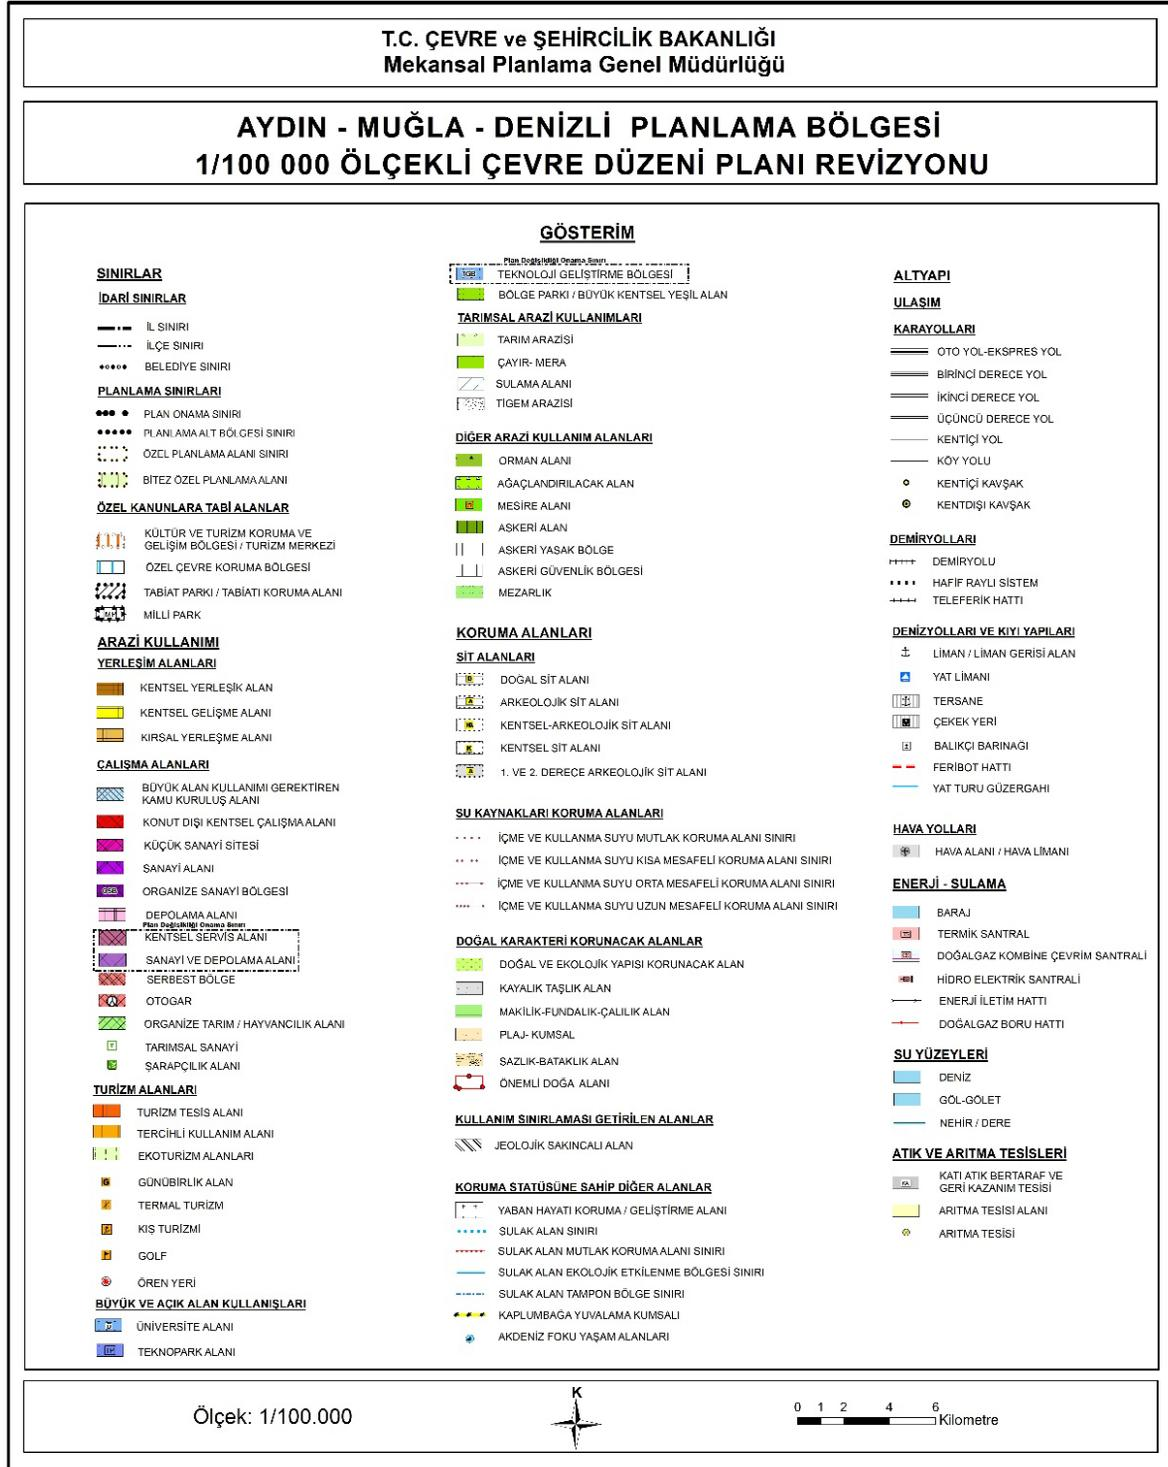 T.C. ÇEVRE ve ŞEHİRCİLİK BAKANLIĞI
Mekansal Planlama Genel Müdürlüğü
AYDIN - MUĞLA - DENİZLİ PLANLAMA BÖLGESİ
1/100 000 ÖLÇEKLİ ÇEVRE DÜZENİ PLANI REVİZYONU
GÖSTERİM
SINIRLAR
İDARİ SINIRLAR
İL SINIRI
İLÇE SINIRI
BELEDİYE SINIRI
PLANLAMA SINIRLARI
PLAN ONAMA SINIRI
PLANLAMA ALT BÖLGESİ SINIRI
ÖZEL PLANLAMA ALANI SINIRI
BİTEZ ÖZEL PLANLAMA ALANI
ÖZEL KANUNLARA TABİ ALANLAR
KÜLTÜR VE TURİZM KORUMA VE
GELİŞİM BÖLGESİ / TURİZM MERKEZİ
ÖZEL ÇEVRE KORUMA BÖLGESİ
TABİAT PARKI / TABİATI KORUMA ALANI
MİLLİ PARK
ARAZİ KULLANIMI
YERLEŞİM ALANLARI
KENTSEL YERLEŞİK ALAN
KENTSEL GELİŞME ALANI
KIRSAL YERLEŞME ALANI
ÇALIŞMA ALANLARI
BÜYÜK ALAN KULLANIMI GEREKTİREN
KAMU KURULUŞ ALANI
KONUT DIŞI KENTSEL ÇALIŞMA ALANI
KÜÇÜK SANAYİ SİTESİ
SANAYİ ALANI
OSB ORGANİZE SANAYİ BÖLGESİ
DEPOLAMA ALANI
Plan Değişikliği Onama Sınırı
KENTSEL SERVİS ALANI
SANAYİ VE DEPOLAMA ALANI
SERBEST BÖLGE
OTOGAR
ORGANİZE TARIM / HAYVANCILIK ALANI
TARIMSAL SANAYİ
ŞARAPÇILIK ALANI
TURİZM ALANLARI
TURİZM TESİS ALANI
TERCİHLİ KULLANIM ALANI
EKOTURİZM ALANLARI
G GÜNÜBİRLİK ALAN
TERMAL TURİZM
KIŞ TURİZMİ
GOLF
ÖREN YERİ
BÜYÜK VE AÇIK ALAN KULLANIŞLARI
ÜNİVERSİTE ALANI
TEKNOPARK ALANI
Plan Değişikliği Onama Sınırı
TGB TEKNOLOJİ GELİŞTİRME BÖLGESİ
BÖLGE PARKI / BÜYÜK KENTSEL YEŞİL ALAN
TARIMSAL ARAZİ KULLANIMLARI
TARIM ARAZİSİ
ÇAYIR- MERA
SULAMA ALANI
TİGEM ARAZİSİ
DİĞER ARAZİ KULLANIM ALANLARI
ORMAN ALANI
AĞAÇLANDIRILACAK ALAN
MESİRE ALANI
ASKERİ ALAN
ASKERİ YASAK BÖLGE
ASKERİ GÜVENLİK BÖLGESİ
MEZARLIK
KORUMA ALANLARI
SİT ALANLARI
D DOĞAL SİT ALANI
A ARKEOLOJİK SİT ALANI
KA KENTSEL-ARKEOLOJİK SİT ALANI
K KENTSEL SİT ALANI
A 1. VE 2. DERECE ARKEOLOJİK SİT ALANI
SU KAYNAKLARI KORUMA ALANLARI
İÇME VE KULLANMA SUYU MUTLAK KORUMA ALANI SINIRI
İÇME VE KULLANMA SUYU KISA MESAFELİ KORUMA ALANI SINIRI
İÇME VE KULLANMA SUYU ORTA MESAFELİ KORUMA ALANI SINIRI
İÇME VE KULLANMA SUYU UZUN MESAFELİ KORUMA ALANI SINIRI
DOĞAL KARAKTERİ KORUNACAK ALANLAR
DOĞAL VE EKOLOJİK YAPISI KORUNACAK ALAN
KAYALIK TAŞLIK ALAN
MAKİLİK-FUNDALIK-ÇALILIK ALAN
PLAJ- KUMSAL
SAZLIK-BATAKLIK ALAN
ÖNEMLİ DOĞA ALANI
KULLANIM SINIRLAMASI GETİRİLEN ALANLAR
JEOLOJİK SAKINCALI ALAN
KORUMA STATÜSÜNE SAHİP DİĞER ALANLAR
YABAN HAYATI KORUMA / GELİŞTİRME ALANI
SULAK ALAN SINIRI
SULAK ALAN MUTLAK KORUMA ALANI SINIRI
SULAK ALAN EKOLOJİK ETKİLENME BÖLGESİ SINIRI
SULAK ALAN TAMPON BÖLGE SINIRI
KAPLUMBAĞA YUVALAMA KUMSALI
AKDENİZ FOKU YAŞAM ALANLARI
ALTYAPI
ULAŞIM
KARAYOLLARI
OTO YOL-EKSPRES YOL
BİRİNCİ DERECE YOL
İKİNCİ DERECE YOL
ÜÇÜNCÜ DERECE YOL
KENTİÇİ YOL
KÖY YOLU
KENTİÇİ KAVŞAK
KENTDIŞI KAVŞAK
DEMİRYOLLARI
DEMİRYOLU
HAFİF RAYLI SİSTEM
TELEFERİK HATTI
DENİZYOLLARI VE KIYI YAPILARI
LİMAN / LİMAN GERİSİ ALAN
YAT LİMANI
TERSANE
ÇEKEK YERİ
BALIKÇI BARINAĞI
FERİBOT HATTI
YAT TURU GÜZERGAHI
HAVA YOLLARI
HAVA ALANI / HAVA LİMANI
ENERJİ - SULAMA
BARAJ
TERMİK SANTRAL
DOĞALGAZ KOMBİNE ÇEVRİM SANTRALİ
HİDRO ELEKTRİK SANTRALİ
ENERJİ İLETİM HATTI
DOĞALGAZ BORU HATTI
SU YÜZEYLERİ
DENİZ
GÖL-GÖLET
NEHİR / DERE
ATIK VE ARITMA TESİSLERİ
KA KATI ATIK BERTARAF VE
GERİ KAZANIM TESİSİ
ARITMA TESİSİ ALANI
ARITMA TESİSİ
Ölçek: 1/100.000
K
0 1 2 4 6
Kilometre